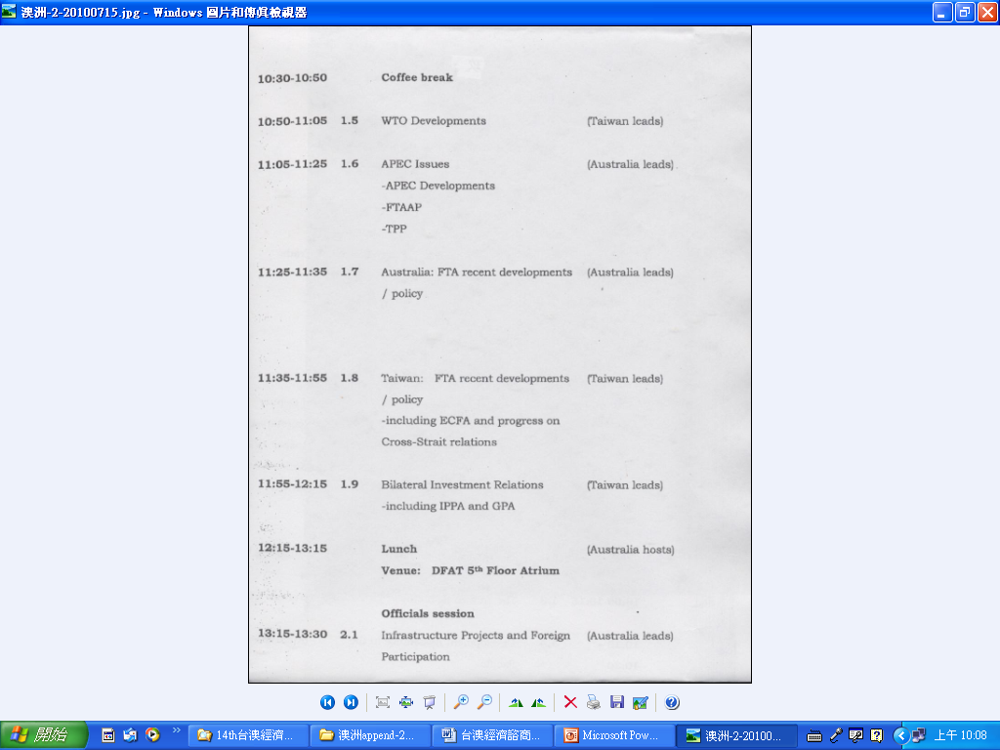 澳洲-2-20100715.jpg - Windows 圖片和傳真檢視器
10:30-10:50 Coffee break
10:50-11:05 1.5 WTO Developments (Taiwan leads)
11:05-11:25 1.6 APEC Issues (Australia leads)
-APEC Developments
-FTAAP
-TPP
11:25-11:35 1.7 Australia: FTA recent developments (Australia leads)
/ policy
11:35-11:55 1.8 Taiwan: FTA recent developments (Taiwan leads)
/ policy
-including ECFA and progress on
Cross-Strait relations
11:55-12:15 1.9 Bilateral Investment Relations (Taiwan leads)
-including IPPA and GPA
12:15-13:15 Lunch (Australia hosts)
Venue: DFAT 5th Floor Atrium
Officials session
13:15-13:30 2.1 Infrastructure Projects and Foreign (Australia leads)
Participation
開始 14th台澳經濟... 澳洲append-2... 台澳經濟諮商... Microsoft Pow... 澳洲-2-20100... 上午 10:08